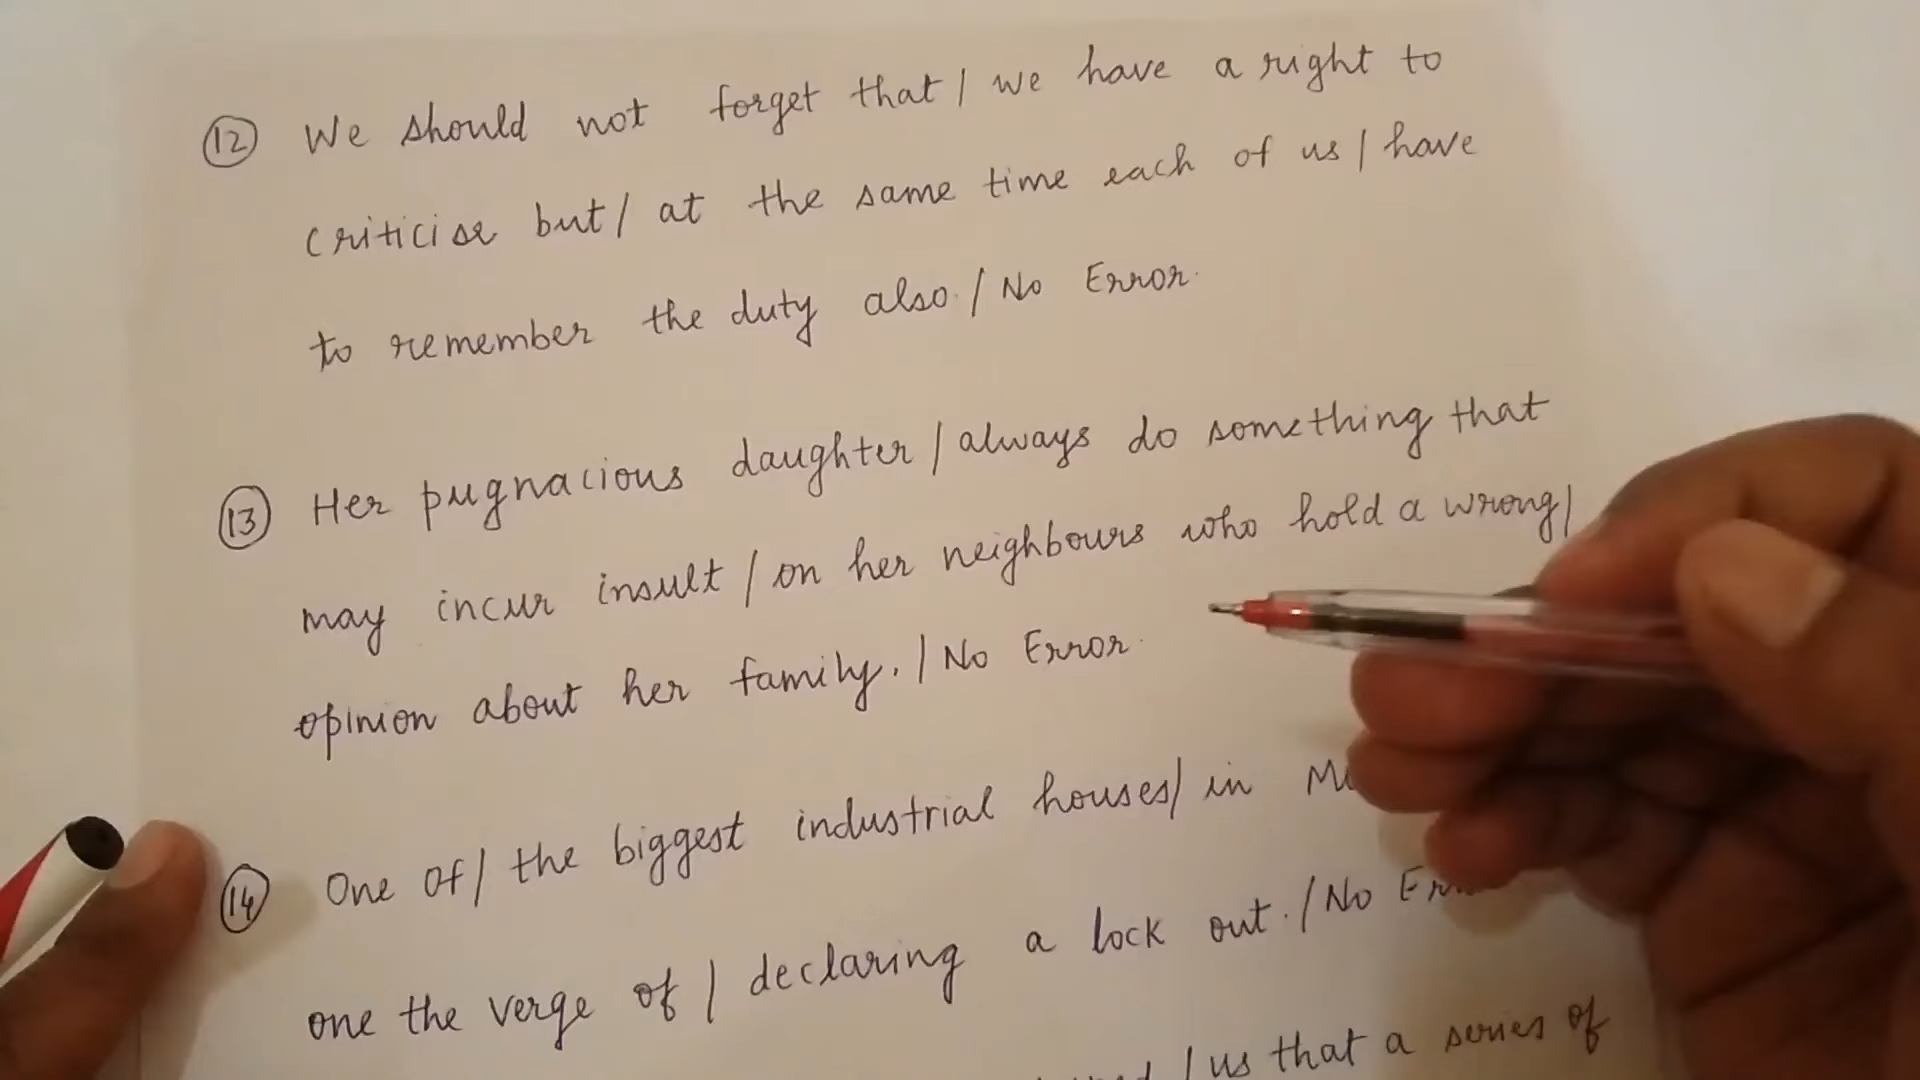 (12) We should not forget that / we have a right to
criticise but / at the same time each of us / have
to remember the duty also. / No Error.
(13) Her pugnacious daughter / always do something that
may incur insult / on her neighbours who hold a wrong /
opinion about her family. / No Error.
(14) One of / the biggest industrial houses / in
one the verge of / declaring a lock out. / No
/ us that a series of